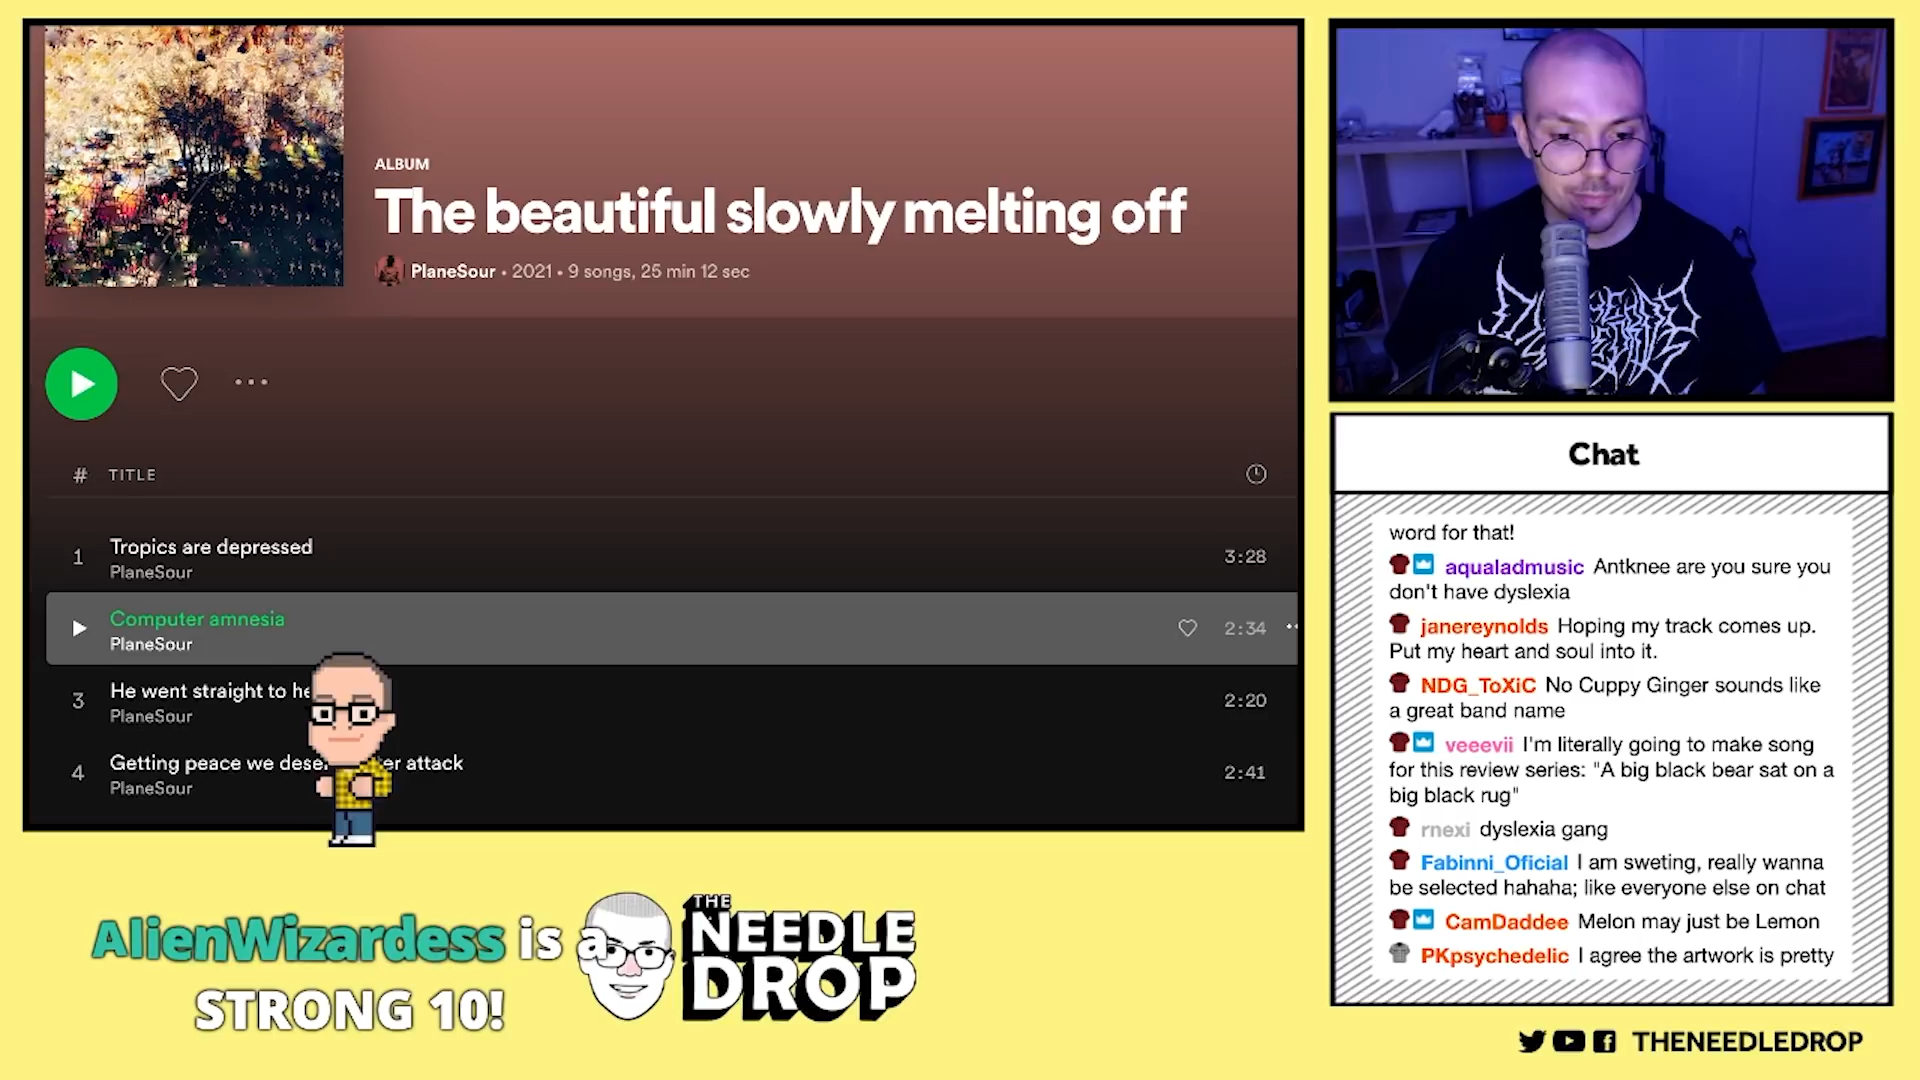 ALBUM
The beautiful slowly melting off
PlaneSour • 2021 • 9 songs, 25 min 12 sec
# TITLE
1 Tropics are depressed 3:28
PlaneSour
Computer amnesia 2:34
PlaneSour
3 He went straight to 2:20
PlaneSour
4 Getting peace we attack 2:41
PlaneSour
AlienWizardess is a
STRONG 10!
THE
NEEDLE
DROP
Chat
word for that!
aqualadmusic Antknee are you sure you
don't have dyslexia
janereynolds Hoping my track comes up.
Put my heart and soul into it.
NDG_ToXiC No Cuppy Ginger sounds like
a great band name
veeevii I'm literally going to make song
for this review series: "A big black bear sat on a
big black rug"
rnexi dyslexia gang
Fabinni_Oficial I am sweting, really wanna
be selected hahaha; like everyone else on chat
CamDaddee Melon may just be Lemon
PKpsychedelic I agree the artwork is pretty
THENEEDLEDROP